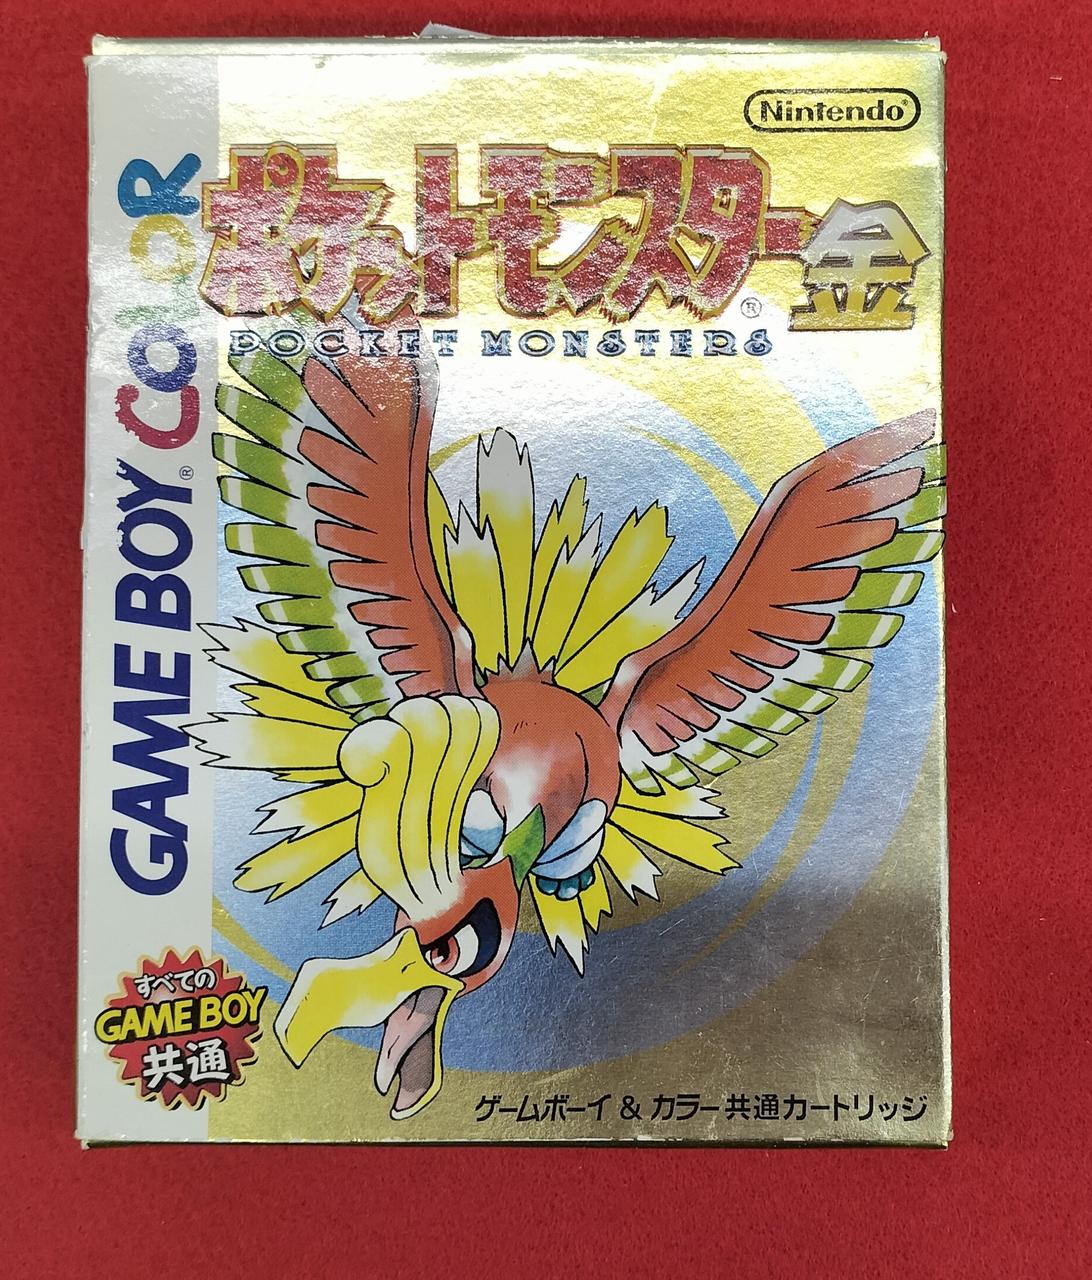 Nintendo®
ポケットモンスター金
®
POCKET MONSTERS
GAME BOY® COLOR
すべての
GAME BOY
共通
ゲームボーイ & カラー共通カートリッジ